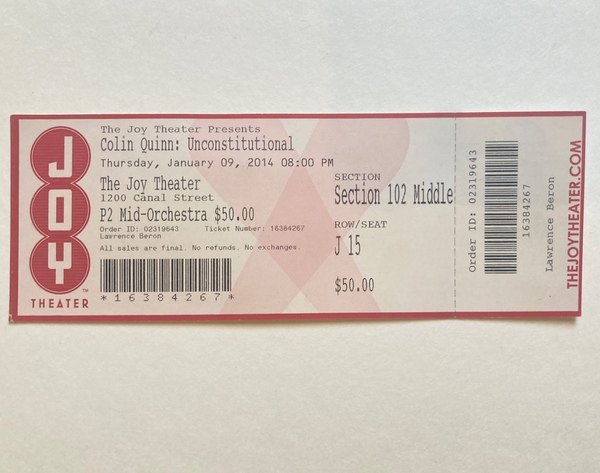 JOY
THEATER
TM
The Joy Theater Presents
Colin Quinn: Unconstitutional
Thursday, January 09, 2014 08:00 PM
The Joy Theater
1200 Canal Street
P2 Mid-Orchestra $50.00
Order ID: 02319643 Ticket Number: 16384267
Lawrence Beron
All sales are final. No refunds. No exchanges.
*16384267*
SECTION
Section 102 Middle
ROW/SEAT
J 15
$50.00
Order ID: 02319643
16384267
Lawrence Beron
THEJOYTHEATER.COM